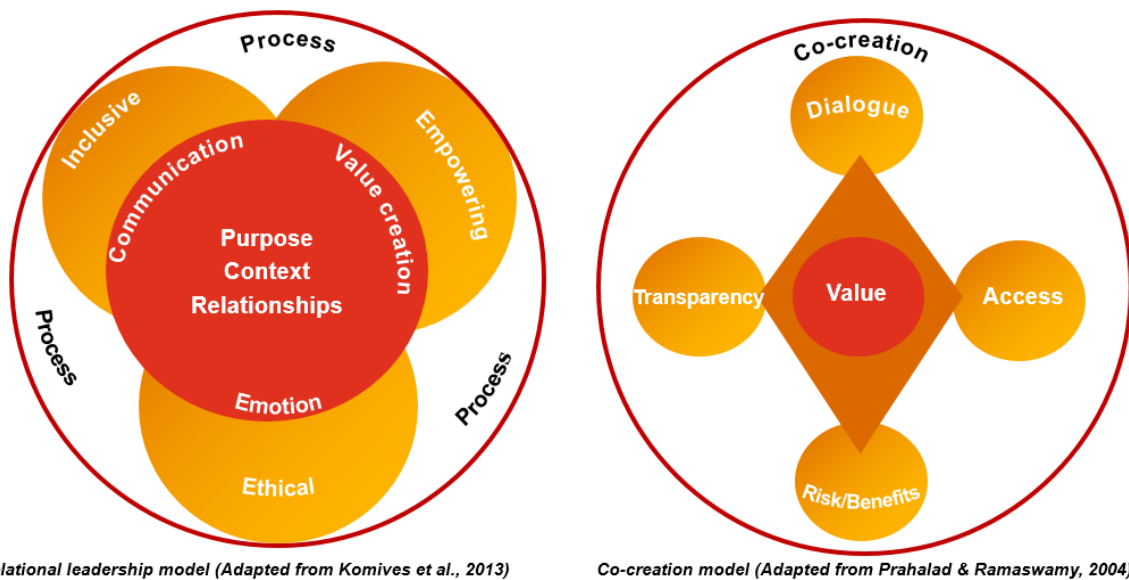 Process
Inclusive
Empowering
Communication
Value creation
Purpose
Context
Relationships
Process
Process
Emotion
Ethical
lational leadership model (Adapted from Komives et al., 2013)
Co-creation
Dialogue
Transparency
Value
Access
Risk/Benefits
Co-creation model (Adapted from Prahalad & Ramaswamy, 2004)